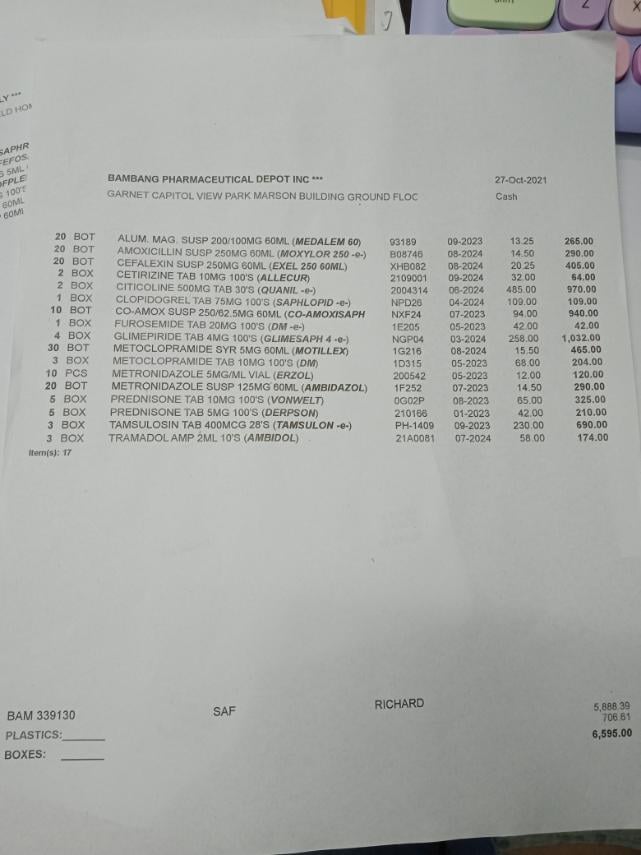 LY ***
SAPHR
EFOS
60ML
BAMBANG PHARMACEUTICAL DEPOT INC *** 27-Oct-2021
GARNET CAPITOL VIEW PARK MARSON BUILDING GROUND FLOC Cash
20 BOT ALUM. MAG. SUSP 200/100MG 60ML (MEDALEM 60) 93189 09-2023 13.25 265.00
20 BOT AMOXICILLIN SUSP 250MG 60ML (MOXYLOR 250 -e-) B08746 08-2024 14.50 290.00
20 BOT CEFALEXIN SUSP 250MG 60ML (EXEL 250 60ML) XHB082 08-2024 20.25 405.00
2 BOX CETIRIZINE TAB 10MG 100'S (ALLECUR) 2109001 09-2024 32.00 64.00
2 BOX CITICOLINE 500MG TAB 30'S (QUANIL -e-) 2004314 06-2024 485.00 970.00
1 BOX CLOPIDOGREL TAB 75MG 100'S (SAPHLOPID -e-) NPD26 04-2024 109.00 109.00
10 BOT CO-AMOX SUSP 250/62.5MG 60ML (CO-AMOXISAPH NXF24 07-2023 94.00 940.00
1 BOX FUROSEMIDE TAB 20MG 100'S (DM -e-) 1E205 05-2023 42.00 42.00
4 BOX GLIMEPIRIDE TAB 4MG 100'S (GLIMESAPH 4 -e-) NGP04 03-2024 258.00 1,032.00
30 BOT METOCLOPRAMIDE SYR 5MG 60ML (MOTILLEX) 1G216 08-2024 15.50 465.00
3 BOX METOCLOPRAMIDE TAB 10MG 100'S (DM) 1D315 05-2023 68.00 204.00
10 PCS METRONIDAZOLE 5MG/ML VIAL (ERZOL) 200542 05-2023 12.00 120.00
20 BOT METRONIDAZOLE SUSP 125MG 60ML (AMBIDAZOL) 1F252 07-2023 14.50 290.00
5 BOX PREDNISONE TAB 10MG 100'S (VONWELT) 0G02P 08-2023 65.00 325.00
5 BOX PREDNISONE TAB 5MG 100'S (DERPSON) 210166 01-2023 42.00 210.00
3 BOX TAMSULOSIN TAB 400MCG 28'S (TAMSULON -e-) PH-1409 09-2023 230.00 690.00
3 BOX TRAMADOL AMP 2ML 10'S (AMBIDOL) 21A0081 07-2024 58.00 174.00
Item(s): 17
BAM 339130 SAF RICHARD 5,888.39
706.61
PLASTICS:_______ 6,595.00
BOXES: _______